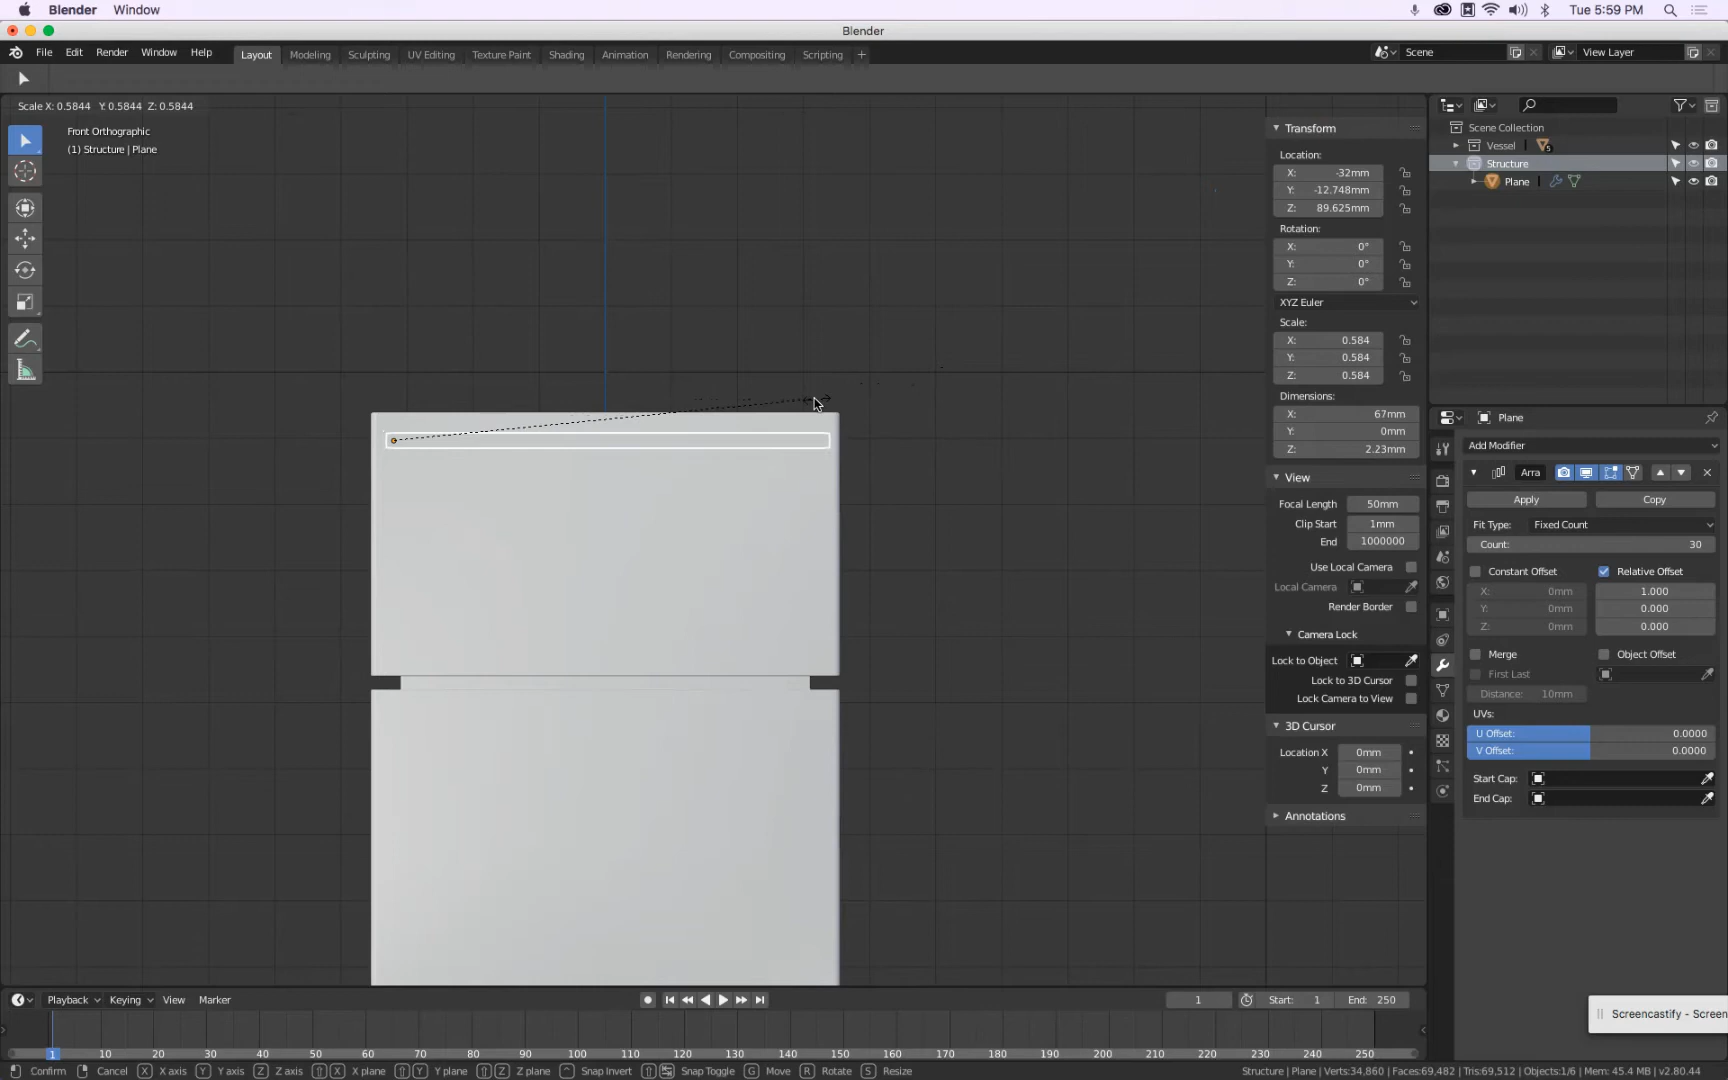 Blender Window Tue 5:59 PM
Blender
File Edit Render Window Help Layout Modeling Sculpting UV Editing Texture Paint Shading Animation Rendering Compositing Scripting + Scene View Layer
Scale X: 0.5844 Y: 0.5844 Z: 0.5844
Front Orthographic
(1) Structure | Plane
Transform
Location:
X: -32mm
Y: -12.748mm
Z: 89.625mm
Rotation:
X: 0°
Y: 0°
Z: 0°
XYZ Euler
Scale:
X: 0.584
Y: 0.584
Z: 0.584
Dimensions:
X: 67mm
Y: 0mm
Z: 2.23mm
View
Focal Length 50mm
Clip Start 1mm
End 1000000
Use Local Camera
Local Camera
Render Border
Camera Lock
Lock to Object
Lock to 3D Cursor
Lock Camera to View
3D Cursor
Location X 0mm
Y 0mm
Z 0mm
Annotations
Scene Collection
Vessel 5
Structure
Plane
Plane
Add Modifier
Arra
Apply Copy
Fit Type: Fixed Count
Count: 30
Constant Offset Relative Offset
X: 0mm 1.000
Y: 0mm 0.000
Z: 0mm 0.000
Merge Object Offset
First Last
Distance: 10mm
UVs:
U Offset: 0.0000
V Offset: 0.0000
Start Cap:
End Cap:
Screencastify - Screen
Playback Keying View Marker 1 Start: 1 End: 250
1 10 20 30 40 50 60 70 80 90 100 110 120 130 140 150 160 170 180 190 200 210 220 230 240 250
Confirm Cancel X X axis Y Y axis Z Z axis X X plane Y Y plane Z Z plane Snap Invert Snap Toggle G Move R Rotate S Resize Structure | Plane | Verts:34,860 | Faces:69,482 | Tris:69,512 | Objects:1/6 | Mem: 45.4 MB | v2.80.44